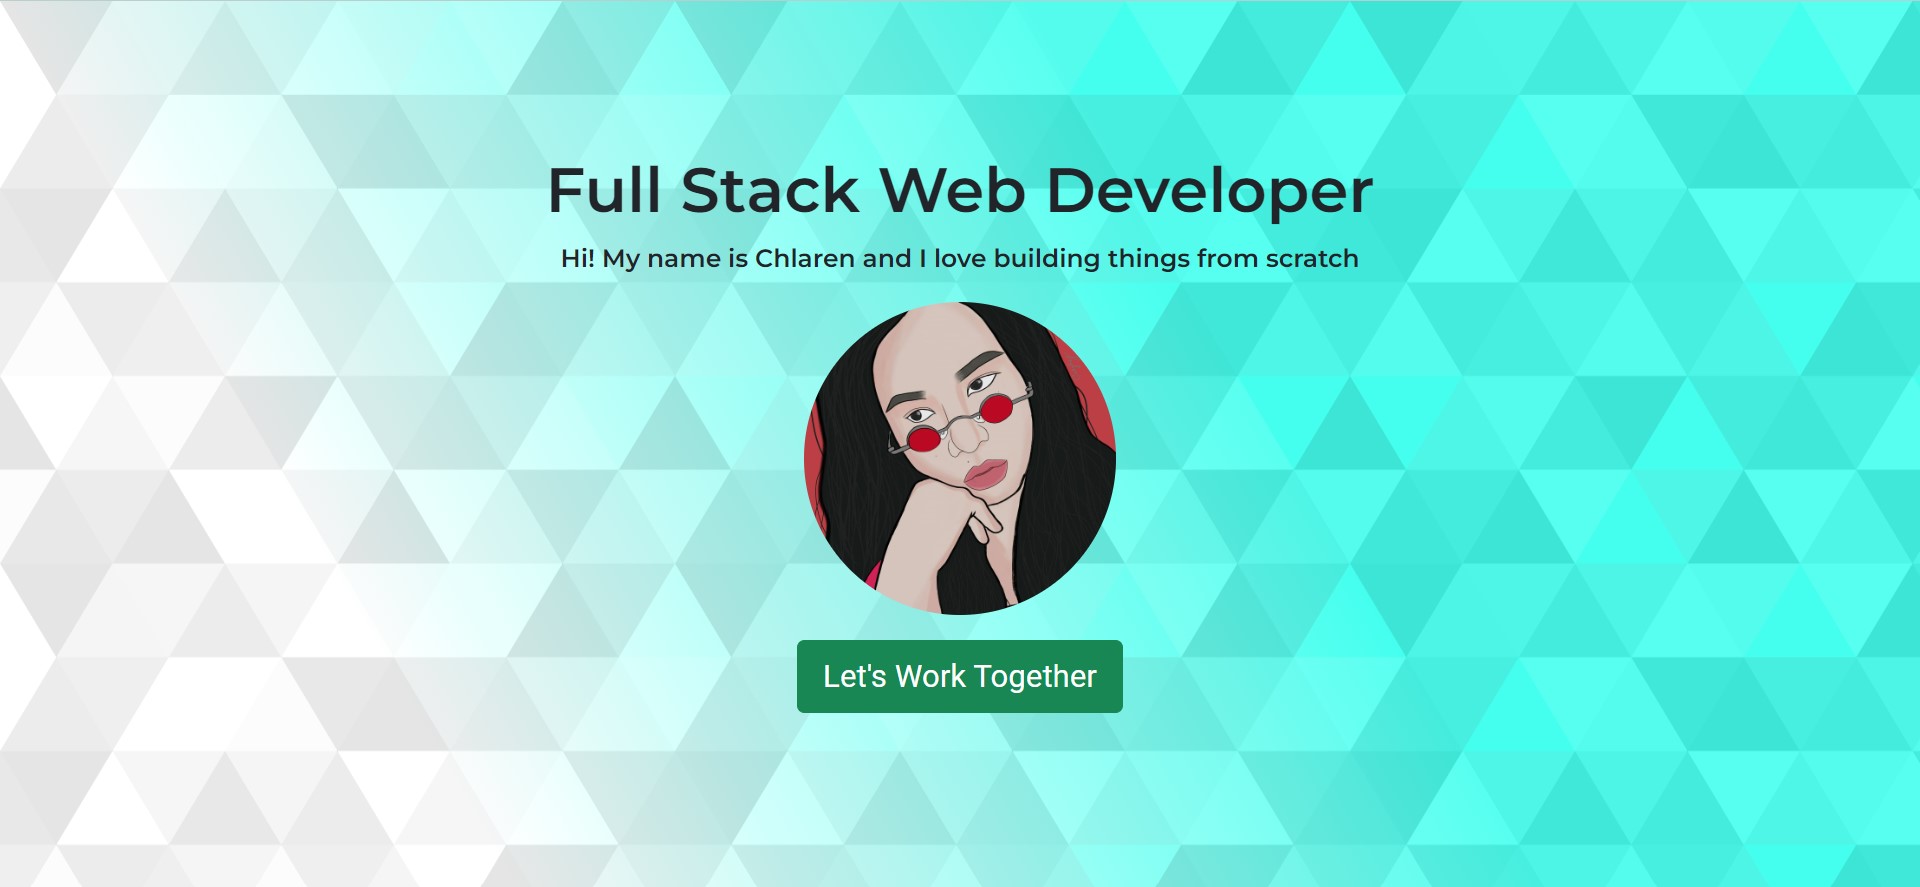 Full Stack Web Developer
Hi! My name is Chlaren and I love building things from scratch
Let's Work Together